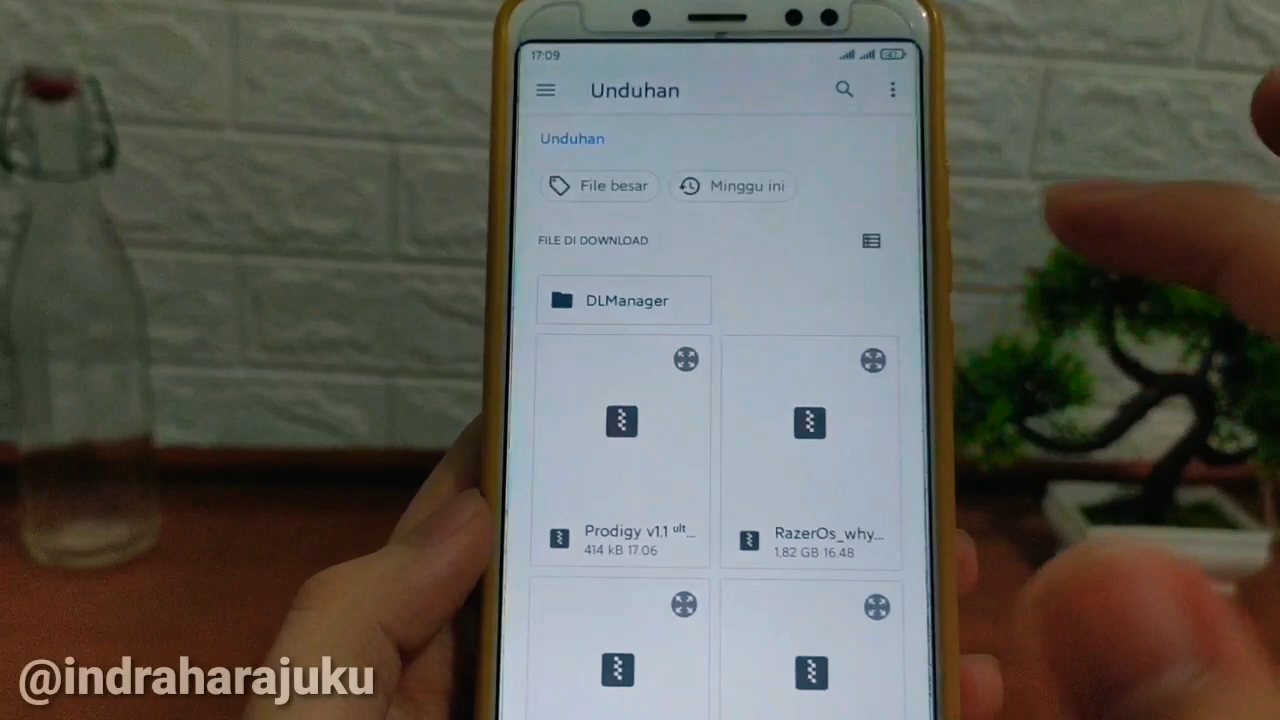 17:09
Unduhan
Unduhan
File besar
Minggu ini
FILE DI DOWNLOAD
DLManager
Prodigy v1.1 ᵘˡᵗ...
414 kB 17.06
RazerOs_why...
1,82 GB 16.48
@indraharajuku